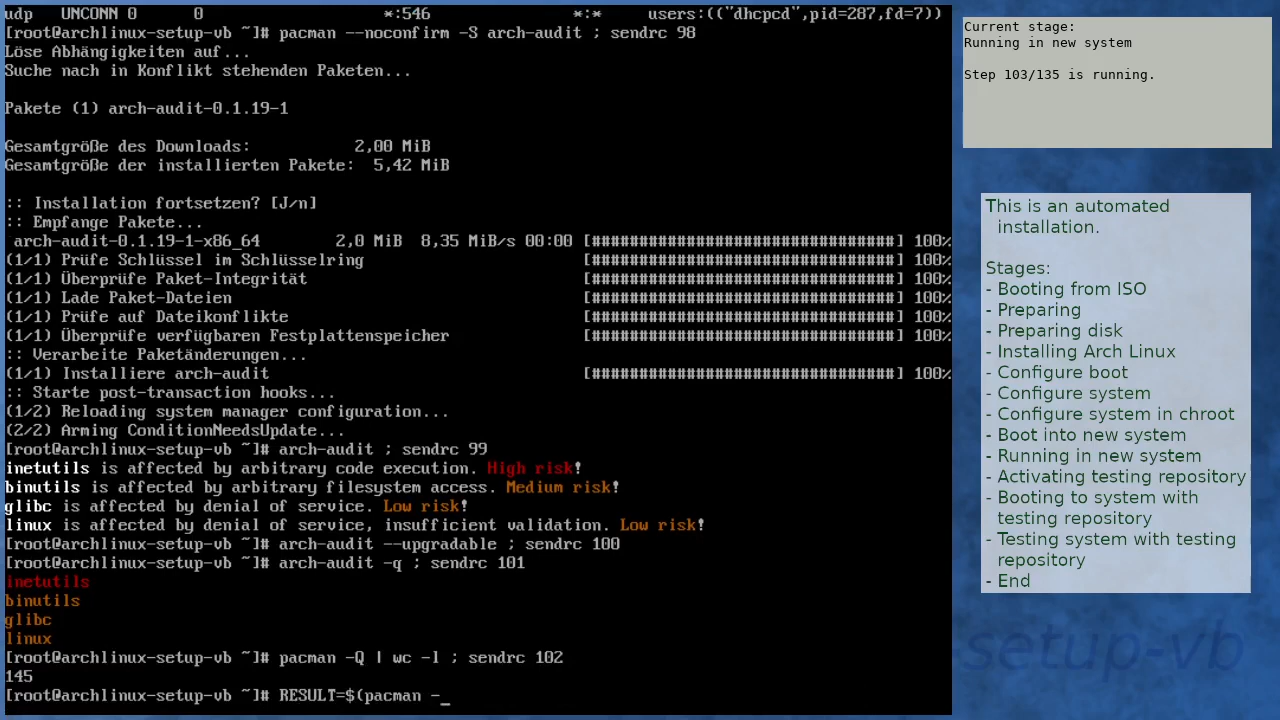 udp   UNCONN 0      0                   *:546               *:*     users:(("dhcpcd",pid=287,fd=7))
[root@archlinux-setup-vb ~]# pacman --noconfirm -S arch-audit ; sendrc 98
Löse Abhängigkeiten auf...
Suche nach in Konflikt stehenden Paketen...
Pakete (1) arch-audit-0.1.19-1
Gesamtgröße des Downloads:           2,00 MiB
Gesamtgröße der installierten Pakete:  5,42 MiB
:: Installation fortsetzen? [J/n]
:: Empfange Pakete...
 arch-audit-0.1.19-1-x86_64        2,0 MiB  8,35 MiB/s 00:00 [################################] 100%
(1/1) Prüfe Schlüssel im Schlüsselring                       [################################] 100%
(1/1) Überprüfe Paket-Integrität                             [################################] 100%
(1/1) Lade Paket-Dateien                                     [################################] 100%
(1/1) Prüfe auf Dateikonflikte                               [################################] 100%
(1/1) Überprüfe verfügbaren Festplattenspeicher              [################################] 100%
:: Verarbeite Paketänderungen...
(1/1) Installiere arch-audit                                 [################################] 100%
:: Starte post-transaction hooks...
(1/2) Reloading system manager configuration...
(2/2) Arming ConditionNeedsUpdate...
[root@archlinux-setup-vb ~]# arch-audit ; sendrc 99
inetutils is affected by arbitrary code execution. High risk!
binutils is affected by arbitrary filesystem access. Medium risk!
glibc is affected by denial of service. Low risk!
linux is affected by denial of service, insufficient validation. Low risk!
[root@archlinux-setup-vb ~]# arch-audit --upgradable ; sendrc 100
[root@archlinux-setup-vb ~]# arch-audit -q ; sendrc 101
inetutils
binutils
glibc
linux
[root@archlinux-setup-vb ~]# pacman -Q | wc -l ; sendrc 102
145
[root@archlinux-setup-vb ~]# RESULT=$(pacman -_
Current stage:
Running in new system
Step 103/135 is running.
This is an automated
installation.
Stages:
- Booting from ISO
- Preparing
- Preparing disk
- Installing Arch Linux
- Configure boot
- Configure system
- Configure system in chroot
- Boot into new system
- Running in new system
- Activating testing repository
- Booting to system with
testing repository
- Testing system with testing
repository
- End
setup-vb